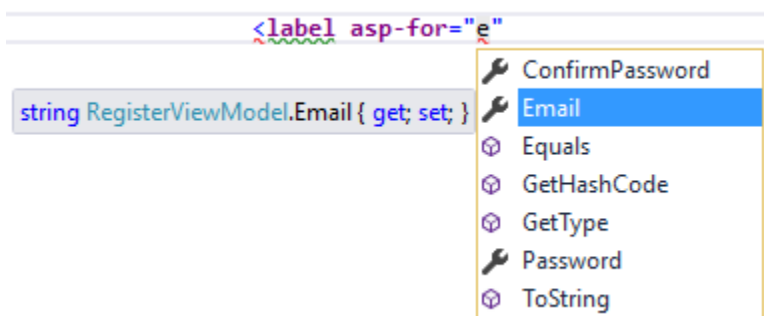 <label asp-for="e"
ConfirmPassword
string RegisterViewModel.Email { get; set; }
Email
Equals
GetHashCode
GetType
Password
ToString